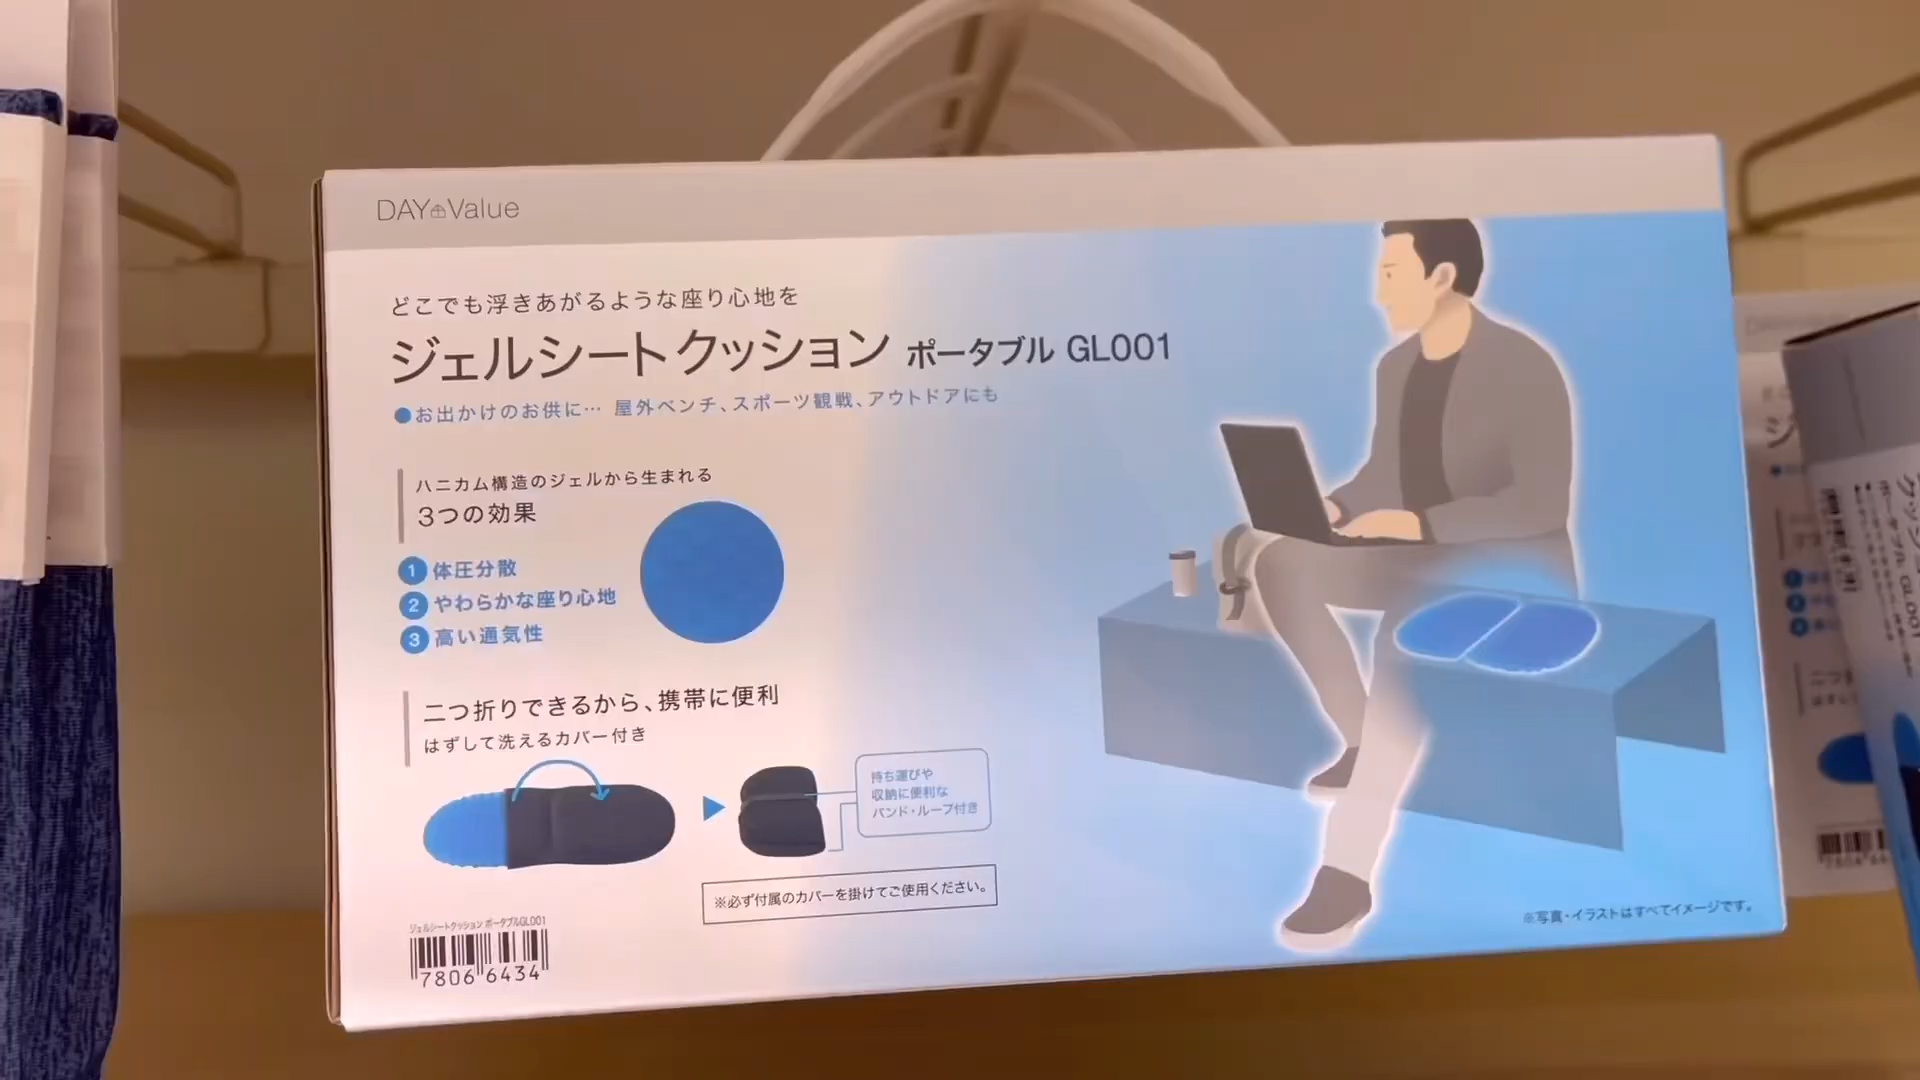 DAY Value
どこでも浮きあがるような座り心地を
ジェルシートクッション ポータブル GL001
●お出かけのお供に… 屋外ベンチ、スポーツ観戦、アウトドアにも
ハニカム構造のジェルから生まれる
3つの効果
1 体圧分散
2 やわらかな座り心地
3 高い通気性
二つ折りできるから、携帯に便利
はずして洗えるカバー付き
持ち運びや
収納に便利な
バンド・ループ付き
※必ず付属のカバーを掛けてご使用ください。
ジェルシートクッション ポータブルGL001
7806 6434
※写真・イラストはすべてイメージです。